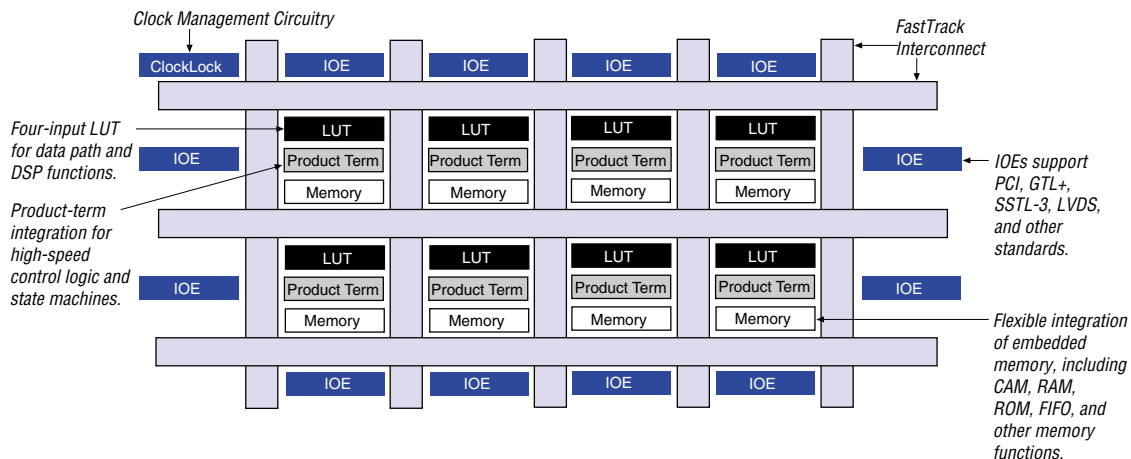 Clock Management Circuitry
FastTrack
Interconnect
ClockLock
IOE
IOE
IOE
IOE
Four-input LUT
for data path and
DSP functions.
LUT
LUT
LUT
LUT
IOE
Product Term
Product Term
Product Term
Product Term
IOE
IOEs support
PCI, GTL+,
SSTL-3, LVDS,
and other
standards.
Memory
Memory
Memory
Memory
Product-term
integration for
high-speed
control logic and
state machines.
LUT
LUT
LUT
LUT
IOE
Product Term
Product Term
Product Term
Product Term
IOE
Memory
Memory
Memory
Memory
Flexible integration
of embedded
memory, including
CAM, RAM,
ROM, FIFO, and
other memory
functions.
IOE
IOE
IOE
IOE